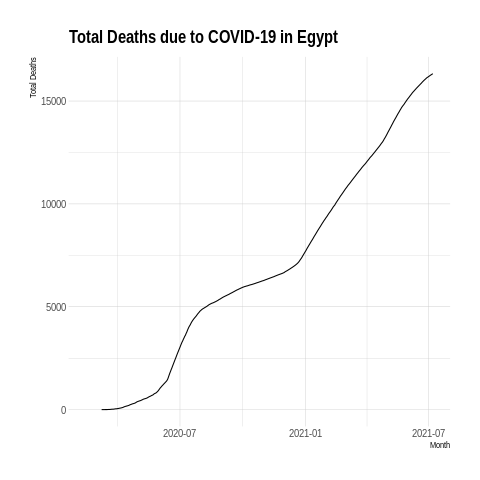 Total Deaths due to COVID-19 in Egypt
Total Deaths
15000
10000
5000
0
2020-07 2021-01 2021-07
Month